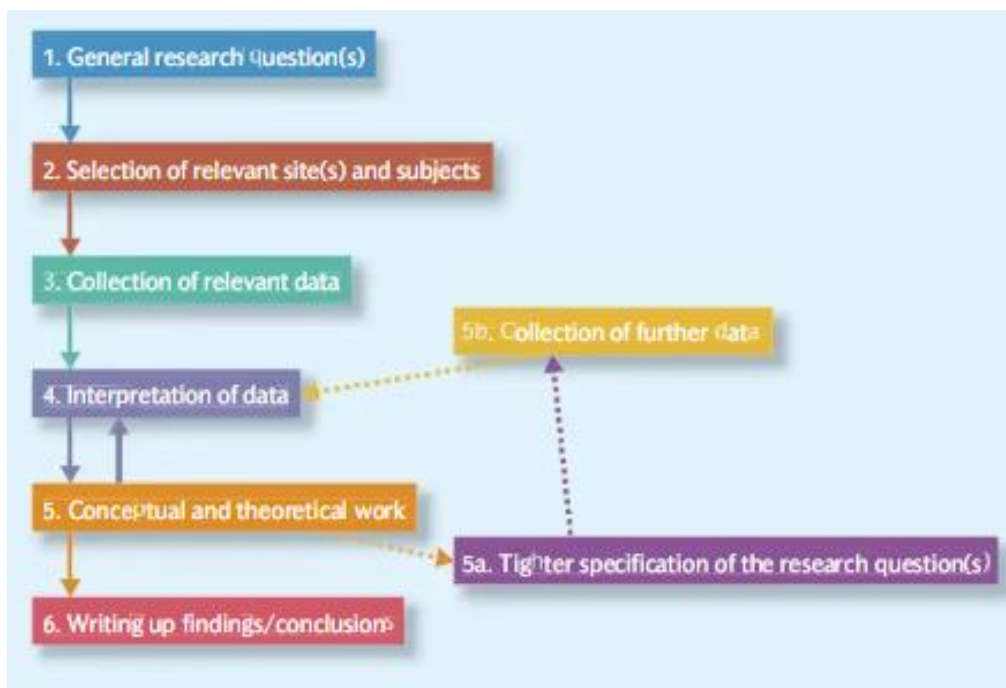 1. General research question(s)
2. Selection of relevant site(s) and subjects
3. Collection of relevant data
5b. Collection of further data
4. Interpretation of data
5. Conceptual and theoretical work
5a. Tighter specification of the research question(s)
6. Writing up findings/conclusions